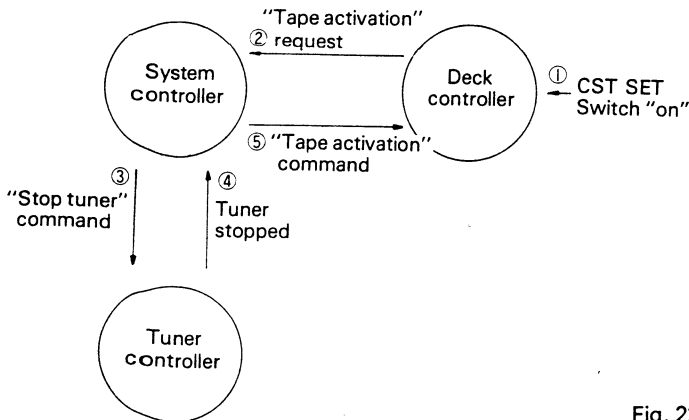 "Tape activation"
② request
System
controller
Deck
controller
①
CST SET
Switch "on"
⑤ "Tape activation"
command
③
"Stop tuner"
command
④
Tuner
stopped
Tuner
controller
Fig. 2